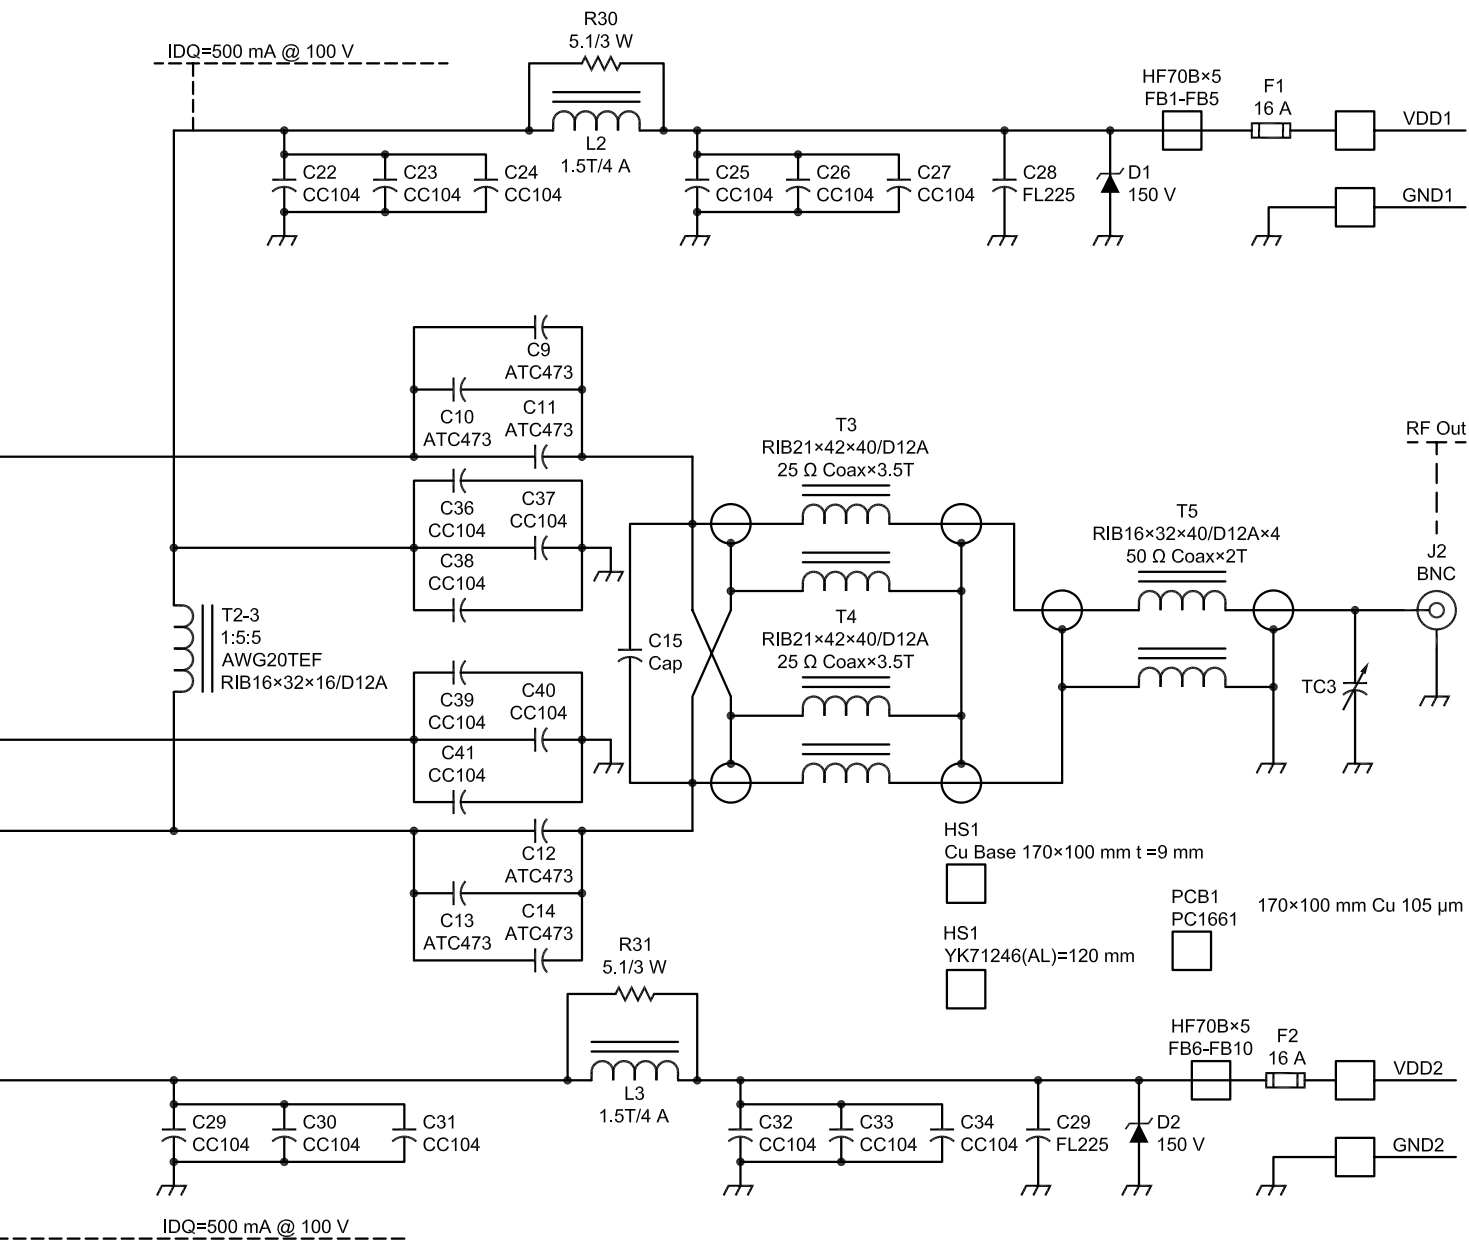 IDQ=500 mA @ 100 V
R30
5.1/3 W
L2
1.5T/4 A
HF70B×5
FB1-FB5
F1
16 A
VDD1
GND1
C22
CC104
C23
CC104
C24
CC104
C25
CC104
C26
CC104
C27
CC104
C28
FL225
D1
150 V
C9
ATC473
C10
ATC473
C11
ATC473
C36
CC104
C37
CC104
C38
CC104
T2-3
1:5:5
AWG20TEF
RIB16×32×16/D12A
C39
CC104
C40
CC104
C41
CC104
C12
ATC473
C13
ATC473
C14
ATC473
C15
Cap
T3
RIB21×42×40/D12A
25 Ω Coax×3.5T
T4
RIB21×42×40/D12A
25 Ω Coax×3.5T
T5
RIB16×32×40/D12A×4
50 Ω Coax×2T
RF Out
J2
BNC
TC3
HS1
Cu Base 170×100 mm t =9 mm
HS1
YK71246(AL)=120 mm
PCB1
PC1661
170×100 mm Cu 105 µm
R31
5.1/3 W
L3
1.5T/4 A
HF70B×5
FB6-FB10
F2
16 A
VDD2
GND2
C29
CC104
C30
CC104
C31
CC104
C32
CC104
C33
CC104
C34
CC104
C29
FL225
D2
150 V
IDQ=500 mA @ 100 V